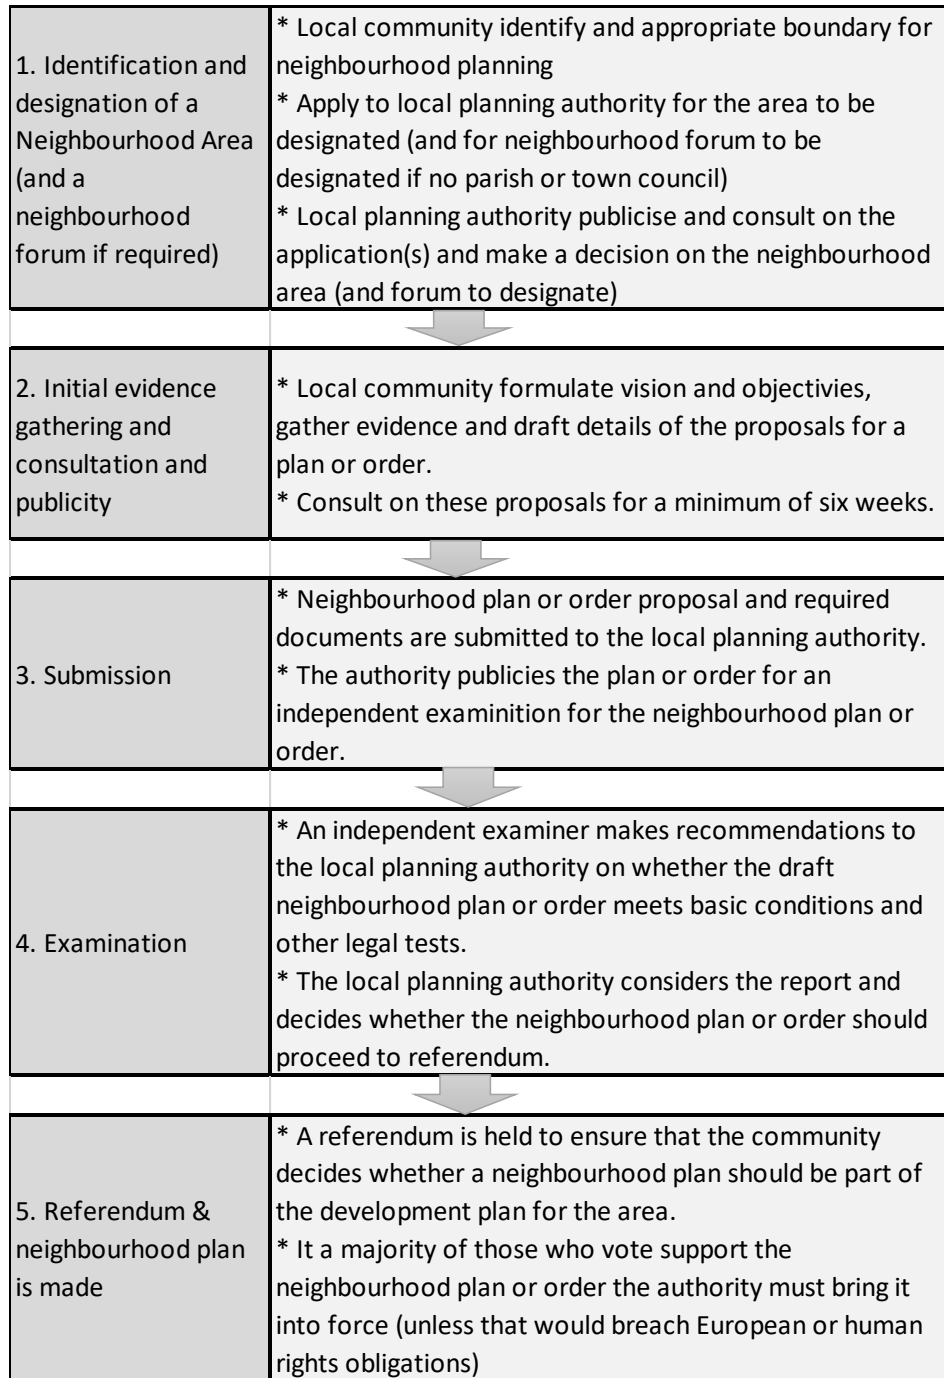 1. Identification and
designation of a
Neighbourhood Area
(and a
neighbourhood
forum if required)
* Local community identify and appropriate boundary for
neighbourhood planning
* Apply to local planning authority for the area to be
designated (and for neighbourhood forum to be
designated if no parish or town council)
* Local planning authority publicise and consult on the
application(s) and make a decision on the neighbourhood
area (and forum to designate)
2. Initial evidence
gathering and
consultation and
publicity
* Local community formulate vision and objectivies,
gather evidence and draft details of the proposals for a
plan or order.
* Consult on these proposals for a minimum of six weeks.
3. Submission
* Neighbourhood plan or order proposal and required
documents are submitted to the local planning authority.
* The authority publicies the plan or order for an
independent examinition for the neighbourhood plan or
order.
4. Examination
* An independent examiner makes recommendations to
the local planning authority on whether the draft
neighbourhood plan or order meets basic conditions and
other legal tests.
* The local planning authority considers the report and
decides whether the neighbourhood plan or order should
proceed to referendum.
5. Referendum &
neighbourhood plan
is made
* A referendum is held to ensure that the community
decides whether a neighbourhood plan should be part of
the development plan for the area.
* It a majority of those who vote support the
neighbourhood plan or order the authority must bring it
into force (unless that would breach European or human
rights obligations)